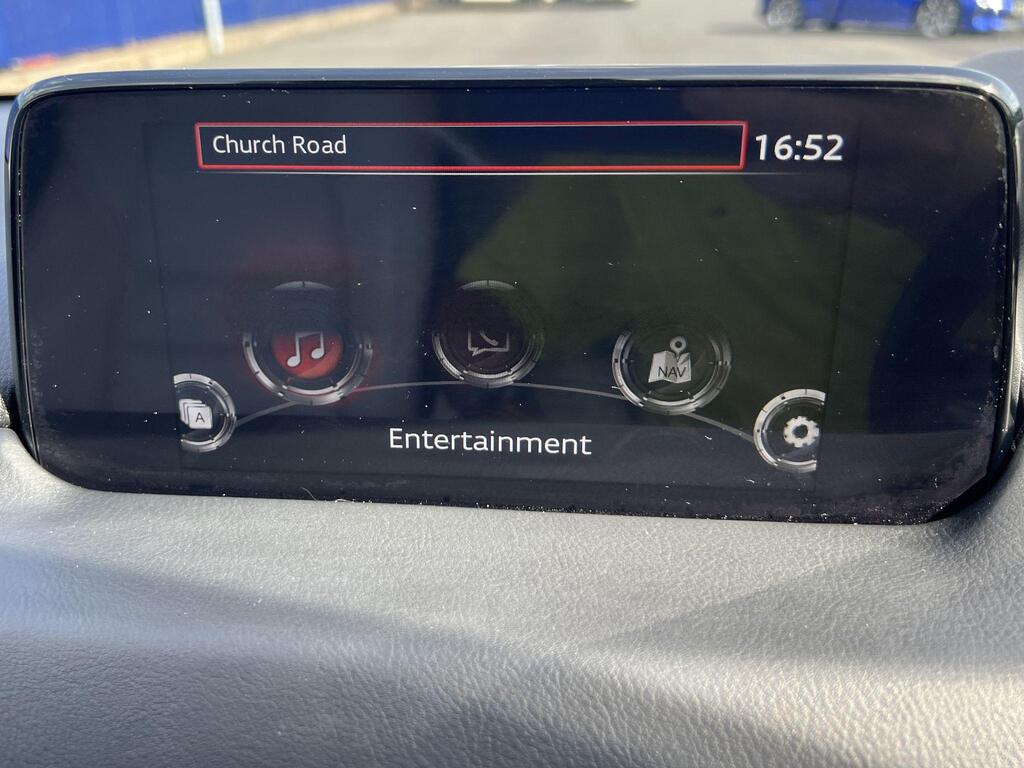 Church Road
16:52
A
NAV
Entertainment